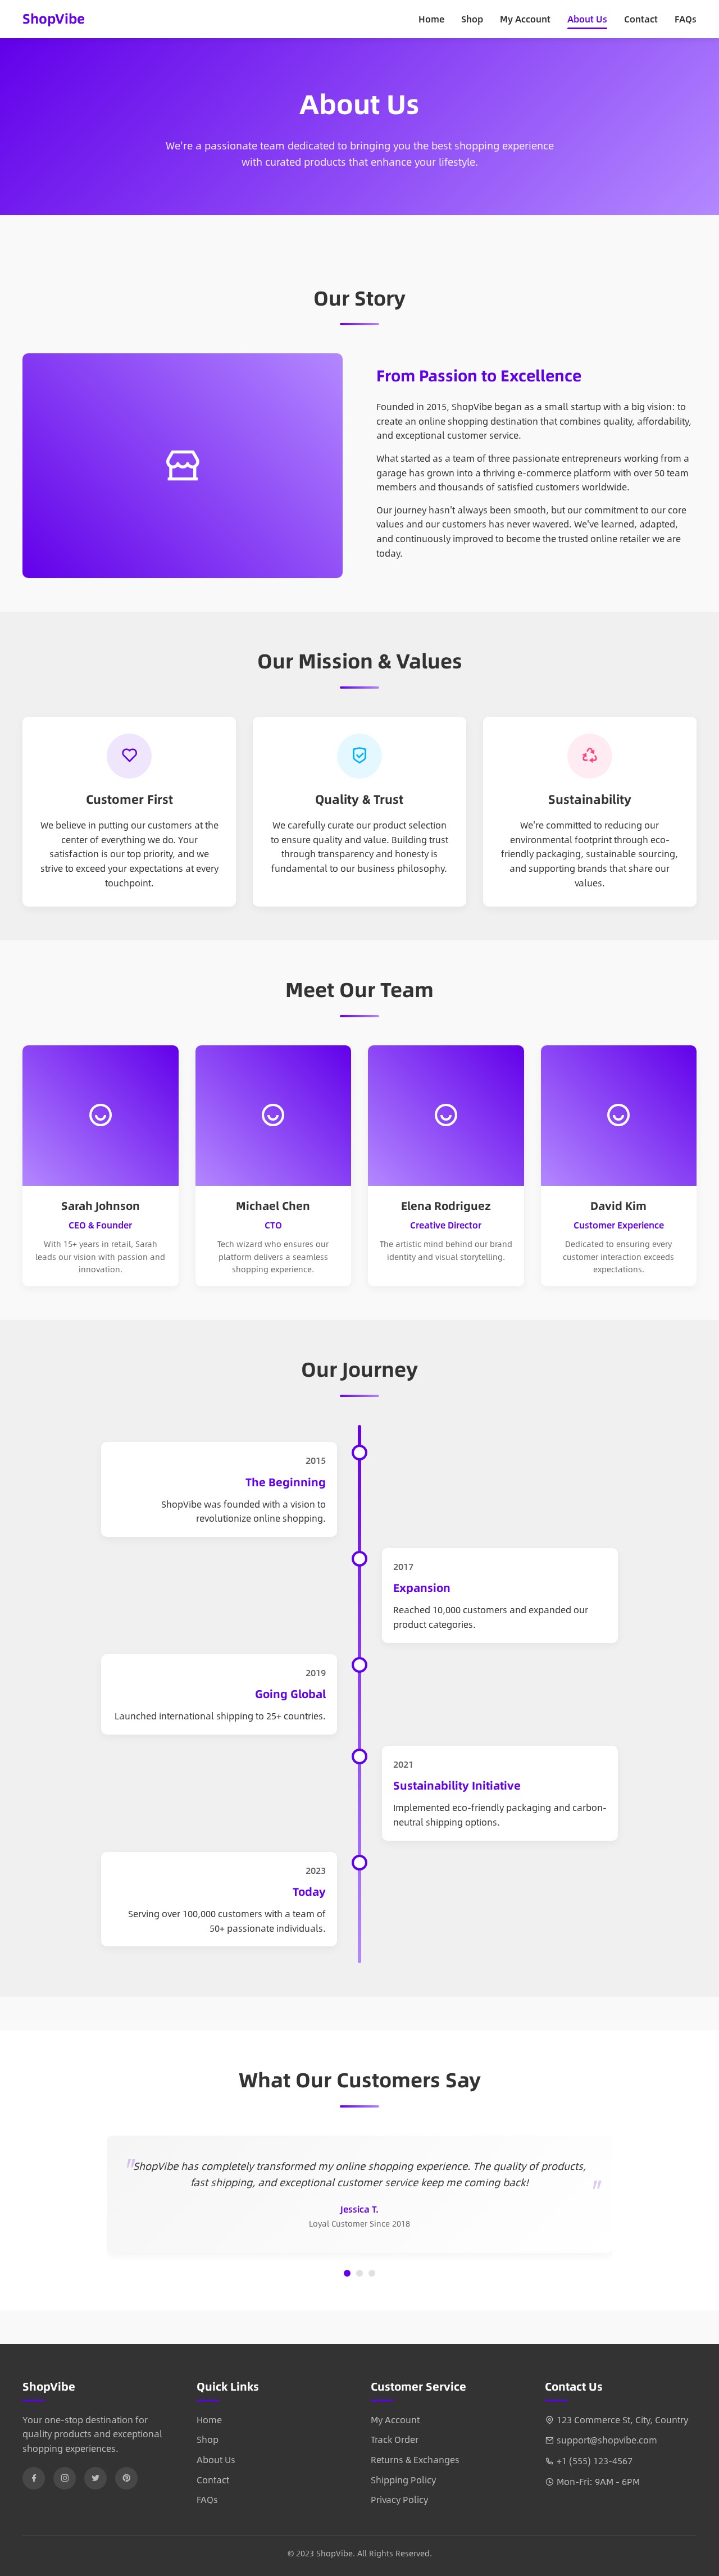 ShopVibe
Home
Shop
My Account
About Us
Contact
FAQs
About Us
We're a passionate team dedicated to bringing you the best shopping experience
with curated products that enhance your lifestyle.
Our Story
From Passion to Excellence
Founded in 2015, ShopVibe began as a small startup with a big vision: to
create an online shopping destination that combines quality, affordability,
and exceptional customer service.
What started as a team of three passionate entrepreneurs working from a
garage has grown into a thriving e-commerce platform with over 50 team
members and thousands of satisfied customers worldwide.
Our journey hasn't always been smooth, but our commitment to our core
values and our customers has never wavered. We've learned, adapted,
and continuously improved to become the trusted online retailer we are
today.
Our Mission & Values
Customer First
We believe in putting our customers at the
center of everything we do. Your
satisfaction is our top priority, and we
strive to exceed your expectations at every
touchpoint.
Quality & Trust
We carefully curate our product selection
to ensure quality and value. Building trust
through transparency and honesty is
fundamental to our business philosophy.
Sustainability
We're committed to reducing our
environmental footprint through eco-
friendly packaging, sustainable sourcing,
and supporting brands that share our
values.
Meet Our Team
Sarah Johnson
CEO & Founder
With 15+ years in retail, Sarah
leads our vision with passion and
innovation.
Michael Chen
CTO
Tech wizard who ensures our
platform delivers a seamless
shopping experience.
Elena Rodriguez
Creative Director
The artistic mind behind our brand
identity and visual storytelling.
David Kim
Customer Experience
Dedicated to ensuring every
customer interaction exceeds
expectations.
Our Journey
2015
The Beginning
ShopVibe was founded with a vision to
revolutionize online shopping.
2017
Expansion
Reached 10,000 customers and expanded our
product categories.
2019
Going Global
Launched international shipping to 25+ countries.
2021
Sustainability Initiative
Implemented eco-friendly packaging and carbon-
neutral shipping options.
2023
Today
Serving over 100,000 customers with a team of
50+ passionate individuals.
What Our Customers Say
"ShopVibe has completely transformed my online shopping experience. The quality of products,
fast shipping, and exceptional customer service keep me coming back!"
Jessica T.
Loyal Customer Since 2018
ShopVibe
Your one-stop destination for
quality products and exceptional
shopping experiences.
Quick Links
Home
Shop
About Us
Contact
FAQs
Customer Service
My Account
Track Order
Returns & Exchanges
Shipping Policy
Privacy Policy
Contact Us
123 Commerce St, City, Country
support@shopvibe.com
+1 (555) 123-4567
Mon-Fri: 9AM - 6PM
© 2023 ShopVibe. All Rights Reserved.